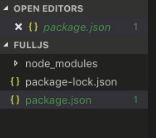 OPEN EDITORS
package.json 1
FULLJS
node_modules
{} package-lock.json
{} package.json 1